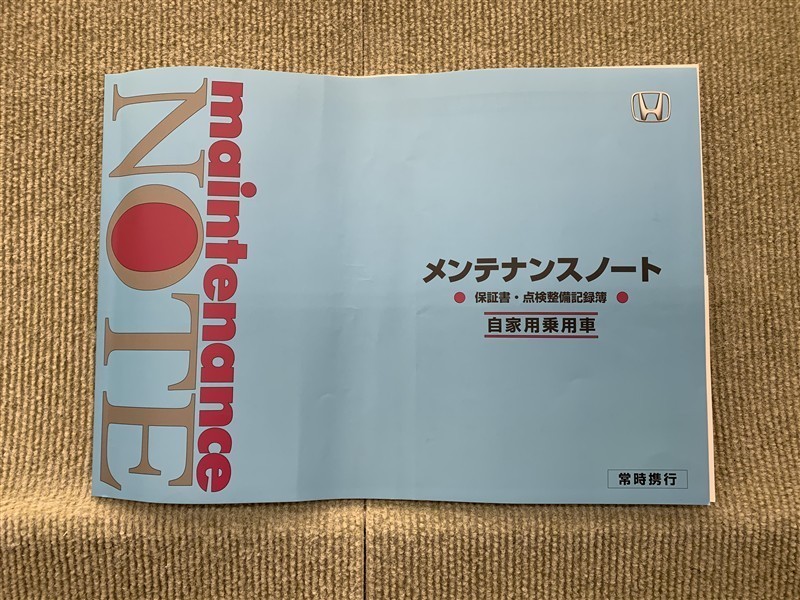 maintenance
NOTE
メンテナンスノート
● 保証書・点検整備記録簿 ●
自家用乗用車
常時携行